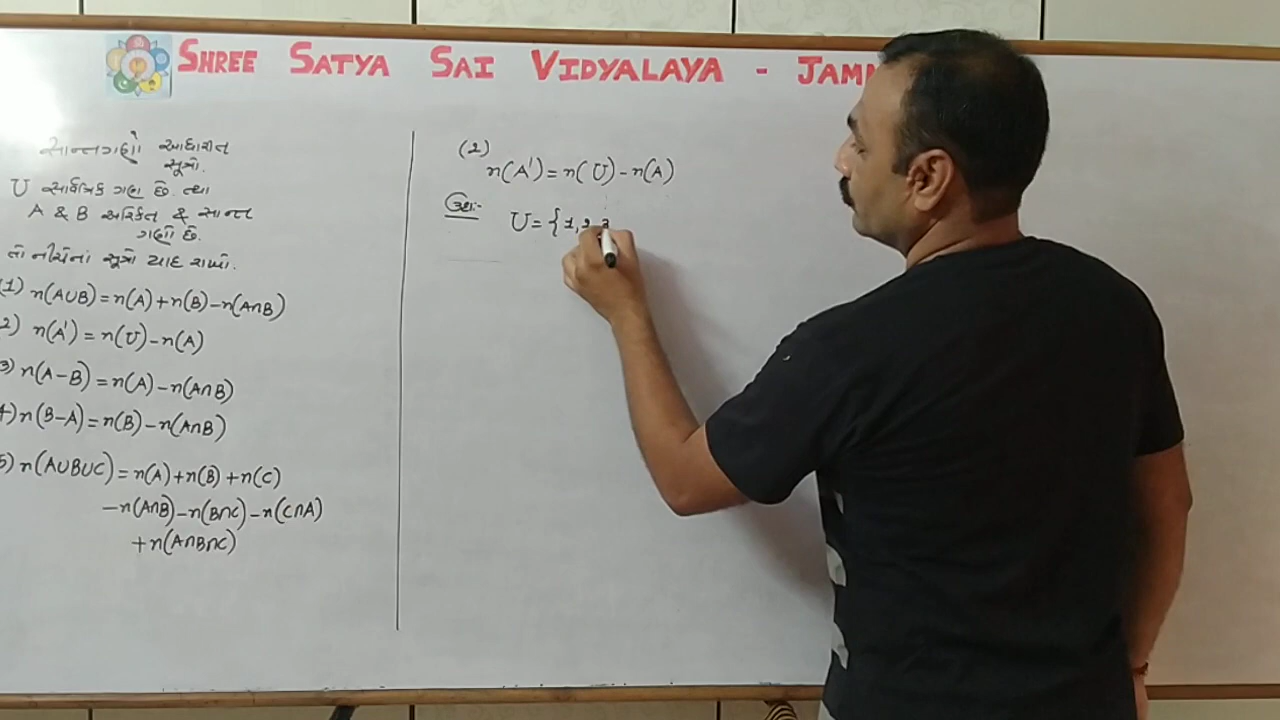 SHREE SATYA SAI VIDYALAYA - JAM
સાન્તગણો આધારીત
સૂત્રો.
U સાર્વત્રિક ગણ છે. તથા
A & B અરિક્ત & સાન્ત
ગણો છે.
તો નીચેનાં સૂત્રો યાદ રાખો.
1) n(A∪B)=n(A)+n(B)-n(A∩B)
2) n(A')=n(U)-n(A)
3) n(A-B)=n(A)-n(A∩B)
4) n(B-A)=n(B)-n(A∩B)
5) n(A∪B∪C)=n(A)+n(B)+n(C)
-n(A∩B)-n(B∩C)-n(C∩A)
+n(A∩B∩C)
(2)
n(A')=n(U)-n(A)
ઉદા:-
U={1,2,3